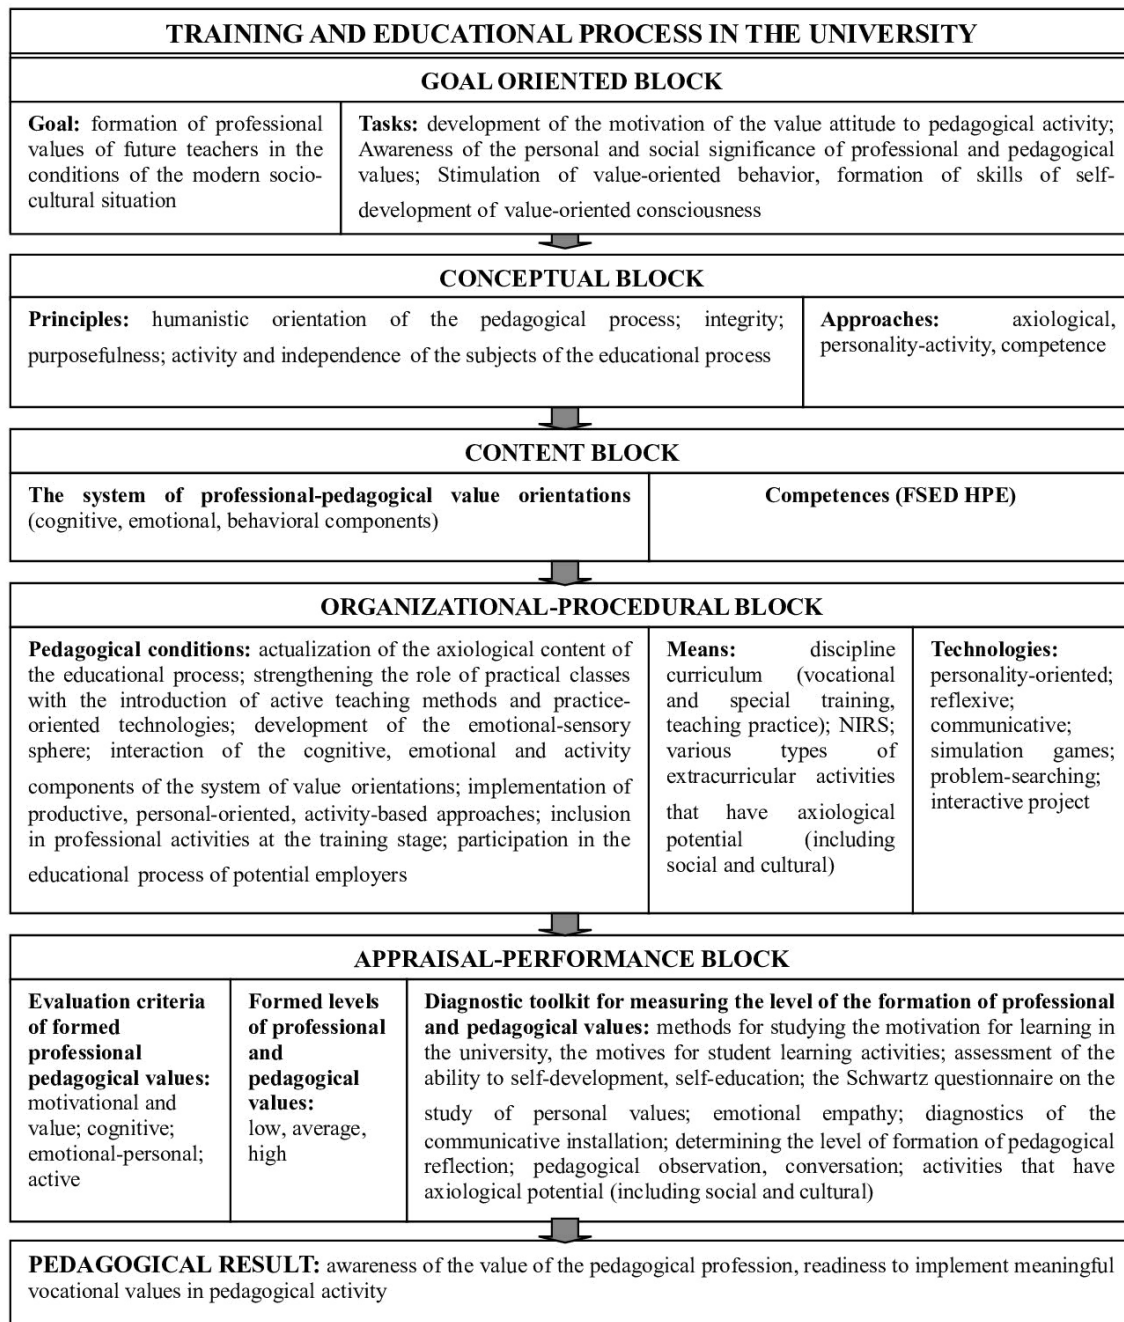 TRAINING AND EDUCATIONAL PROCESS IN THE UNIVERSITY
GOAL ORIENTED BLOCK
Goal: formation of professional
values of future teachers in the
conditions of the modern socio-
cultural situation
Tasks: development of the motivation of the value attitude to pedagogical activity;
Awareness of the personal and social significance of professional and pedagogical
values; Stimulation of value-oriented behavior, formation of skills of self-
development of value-oriented consciousness
CONCEPTUAL BLOCK
Principles: humanistic orientation of the pedagogical process; integrity;
purposefulness; activity and independence of the subjects of the educational process
Approaches: axiological,
personality-activity, competence
CONTENT BLOCK
The system of professional-pedagogical value orientations
(cognitive, emotional, behavioral components)
Competences (FSED HPE)
ORGANIZATIONAL-PROCEDURAL BLOCK
Pedagogical conditions: actualization of the axiological content of
the educational process; strengthening the role of practical classes
with the introduction of active teaching methods and practice-
oriented technologies; development of the emotional-sensory
sphere; interaction of the cognitive, emotional and activity
components of the system of value orientations; implementation of
productive, personal-oriented, activity-based approaches; inclusion
in professional activities at the training stage; participation in the
educational process of potential employers
Means: discipline
curriculum (vocational
and special training,
teaching practice); NIRS;
various types of
extracurricular activities
that have axiological
potential (including
social and cultural)
Technologies:
personality-oriented;
reflexive;
communicative;
simulation games;
problem-searching;
interactive project
APPRAISAL-PERFORMANCE BLOCK
Evaluation criteria
of formed
professional
pedagogical values:
motivational and
value; cognitive;
emotional-personal;
active
Formed levels
of professional
and
pedagogical
values:
low, average,
high
Diagnostic toolkit for measuring the level of the formation of professional
and pedagogical values: methods for studying the motivation for learning in
the university, the motives for student learning activities; assessment of the
ability to self-development, self-education; the Schwartz questionnaire on the
study of personal values; emotional empathy; diagnostics of the
communicative installation; determining the level of formation of pedagogical
reflection; pedagogical observation, conversation; activities that have
axiological potential (including social and cultural)
PEDAGOGICAL RESULT: awareness of the value of the pedagogical profession, readiness to implement meaningful
vocational values in pedagogical activity